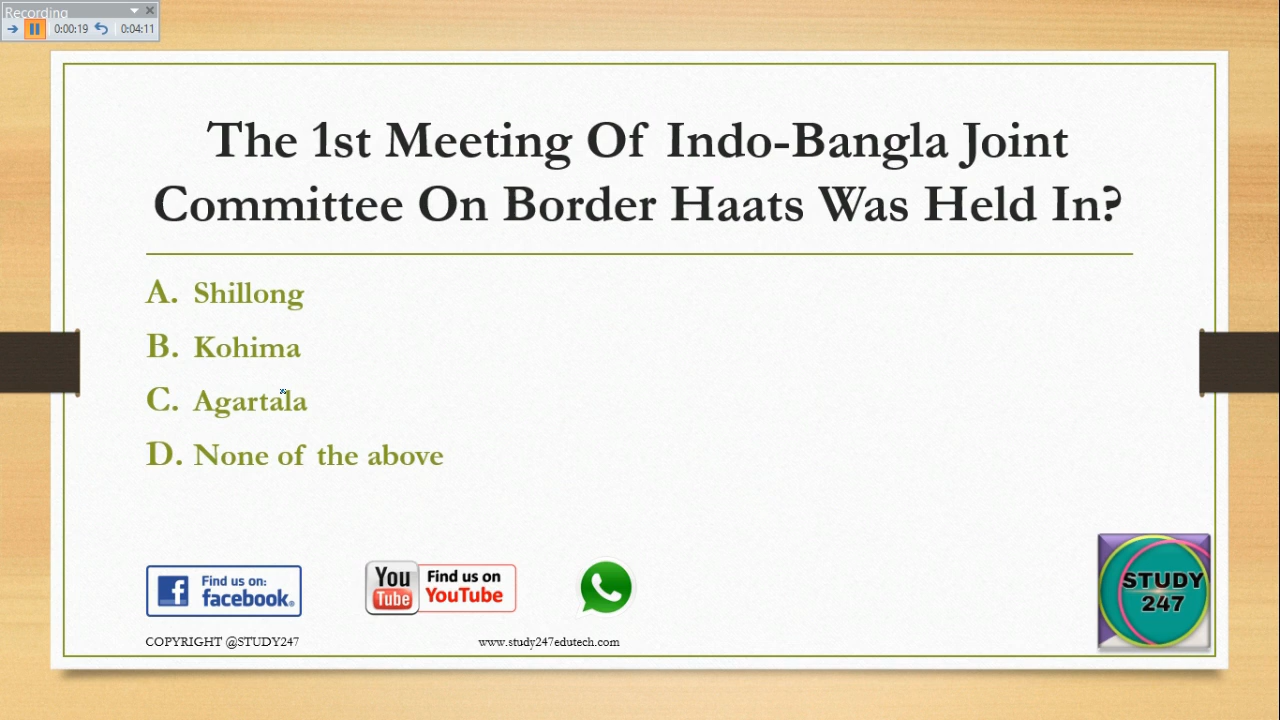 Recording
0:00:19 0:04:11
The 1st Meeting Of Indo-Bangla Joint
Committee On Border Haats Was Held In?
A. Shillong
B. Kohima
C. Agartala
D. None of the above
Find us on:
facebook.
You
Tube
Find us on
YouTube
STUDY
247
COPYRIGHT @STUDY247
www.study247edutech.com